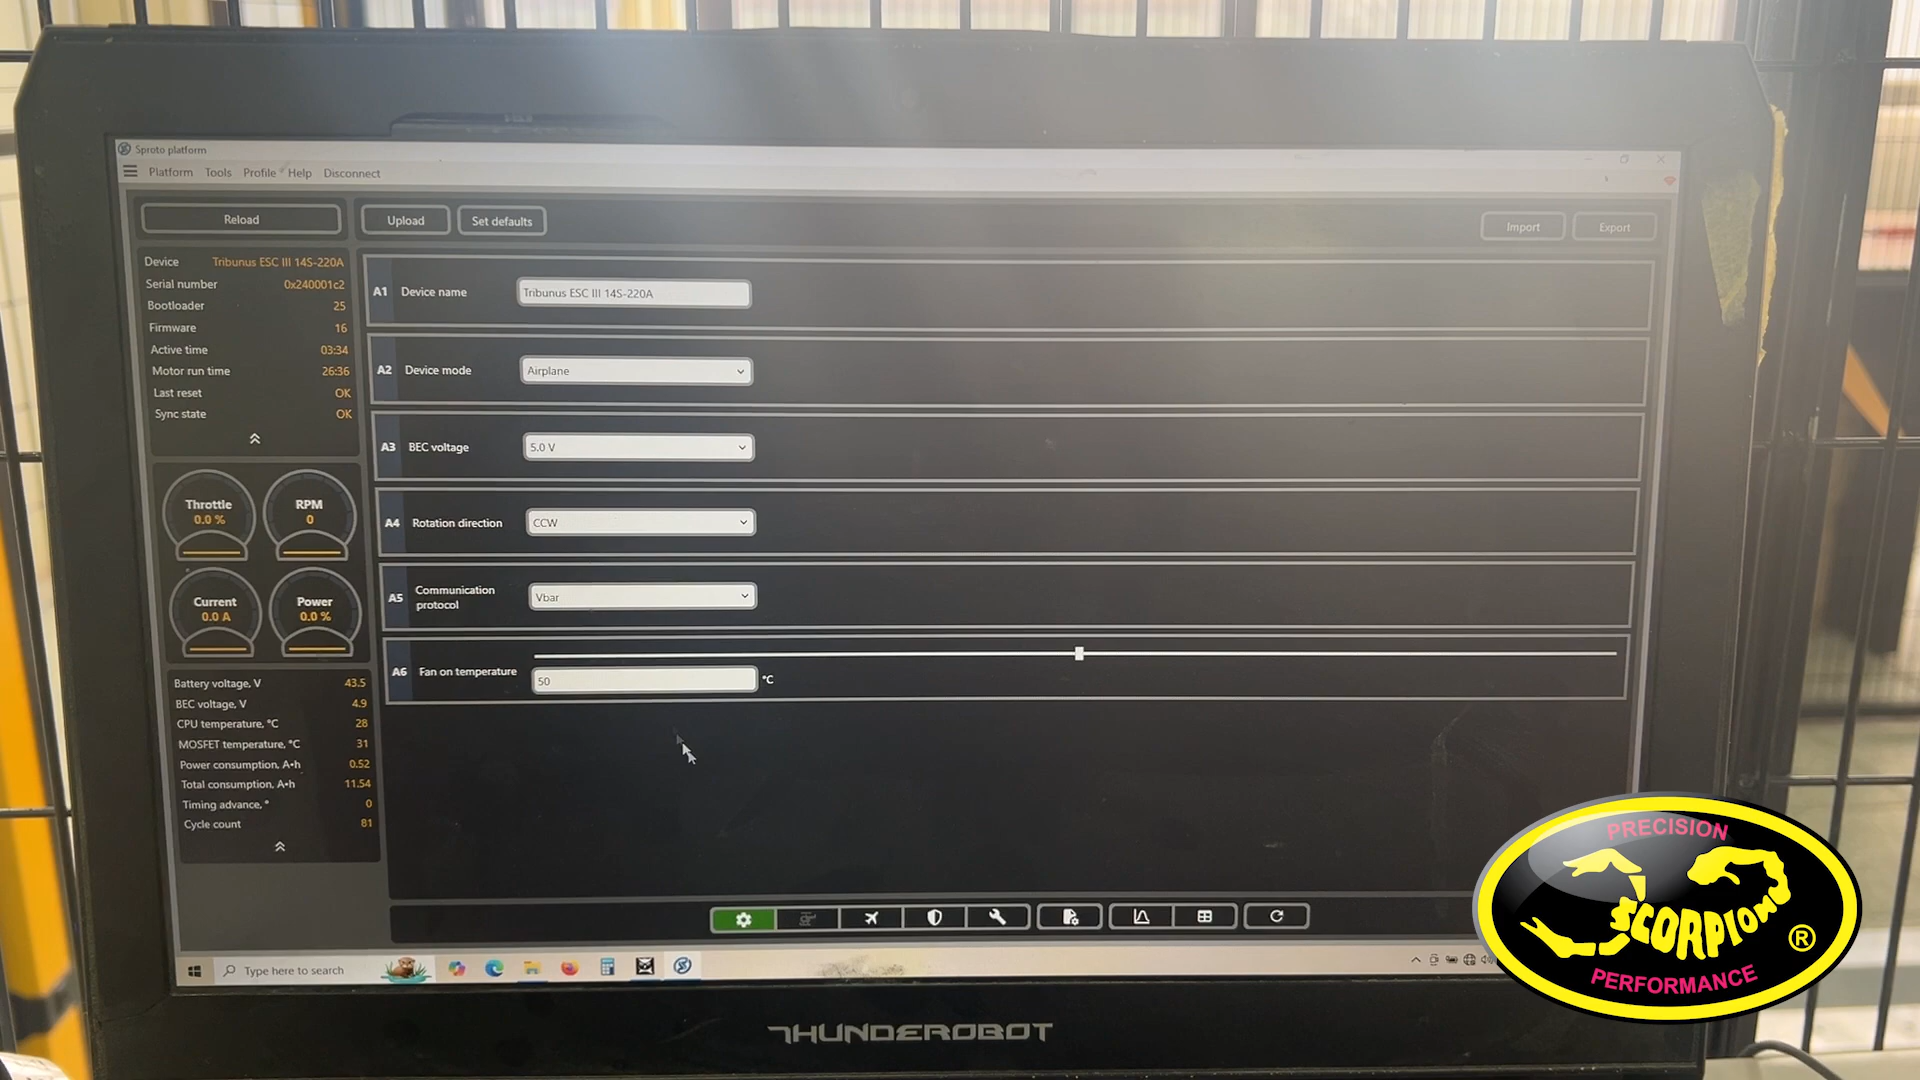 Sproto platform
Platform Tools Profile Help Disconnect
Reload
Upload
Set defaults
Import
Export
Device Tribunus ESC III 14S-220A
Serial number 0x240001c2
Bootloader 25
Firmware 16
Active time 03:34
Motor run time 26:36
Last reset OK
Sync state OK
A1 Device name Tribunus ESC III 14S-220A
A2 Device mode Airplane
A3 BEC voltage 5.0 V
A4 Rotation direction CCW
A5 Communication protocol Vbar
A6 Fan on temperature 50 °C
Throttle
0.0 %
RPM
0
Current
0.0 A
Power
0.0 %
Battery voltage, V 43.5
BEC voltage, V 4.9
CPU temperature, °C 28
MOSFET temperature, °C 31
Power consumption, A•h 0.52
Total consumption, A•h 11.54
Timing advance, ° 0
Cycle count 81
Type here to search
THUNDEROBOT
PRECISION
SCORPION ®
PERFORMANCE